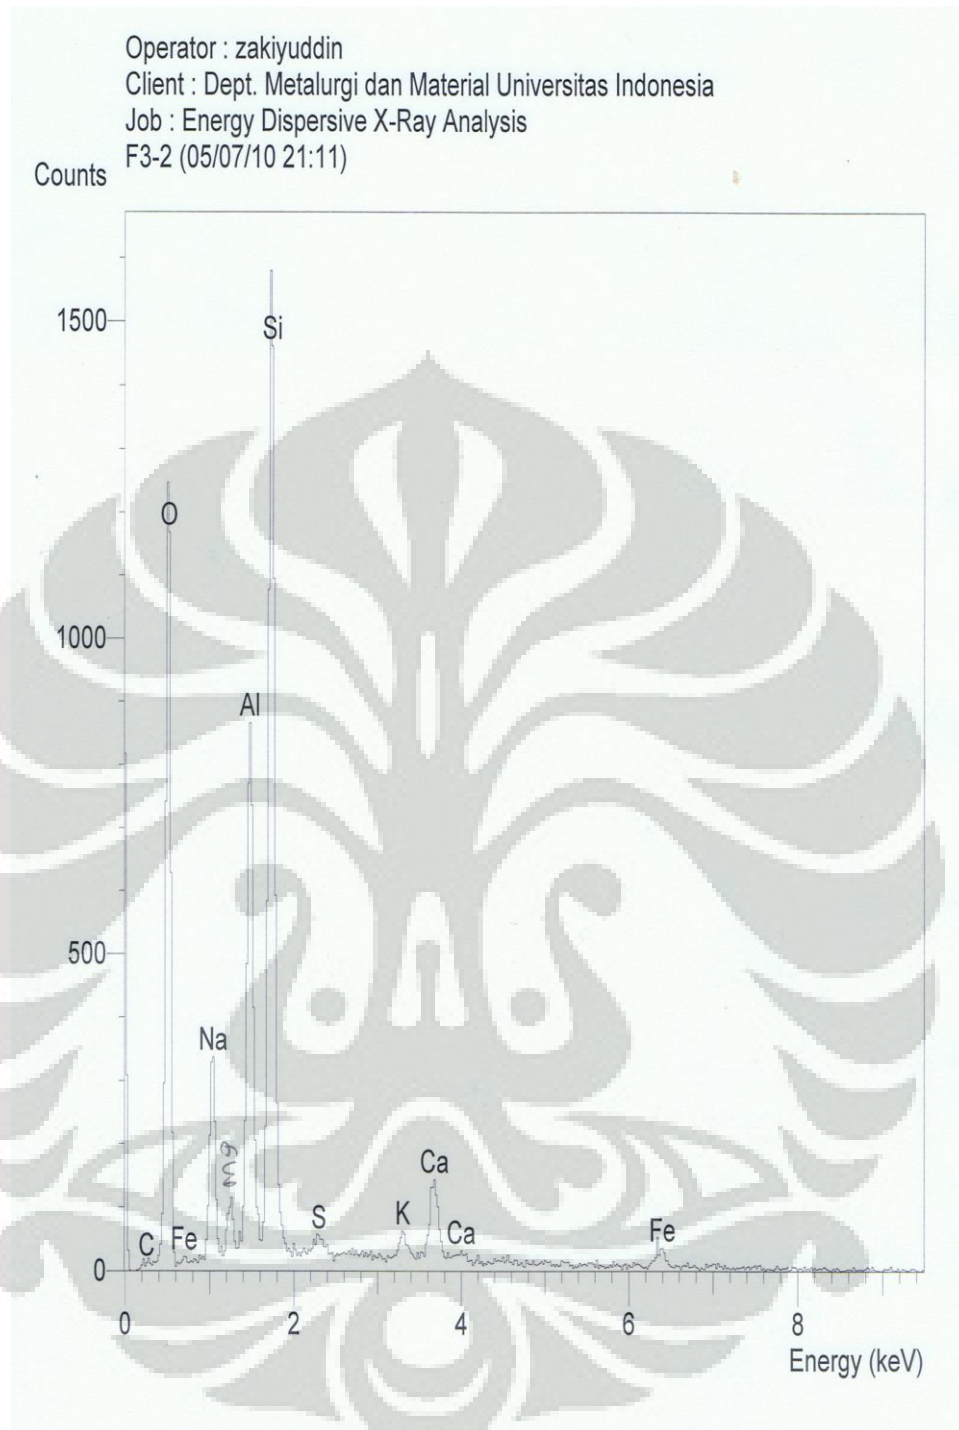 Operator : zakiyuddin
Client : Dept. Metalurgi dan Material Universitas Indonesia
Job : Energy Dispersive X-Ray Analysis
F3-2 (05/07/10 21:11)
Counts
1500
Si
O
1000
Al
500
Na
mg
Ca
S
K
C
Fe
Ca
Fe
0
0
2
4
6
8
Energy (keV)